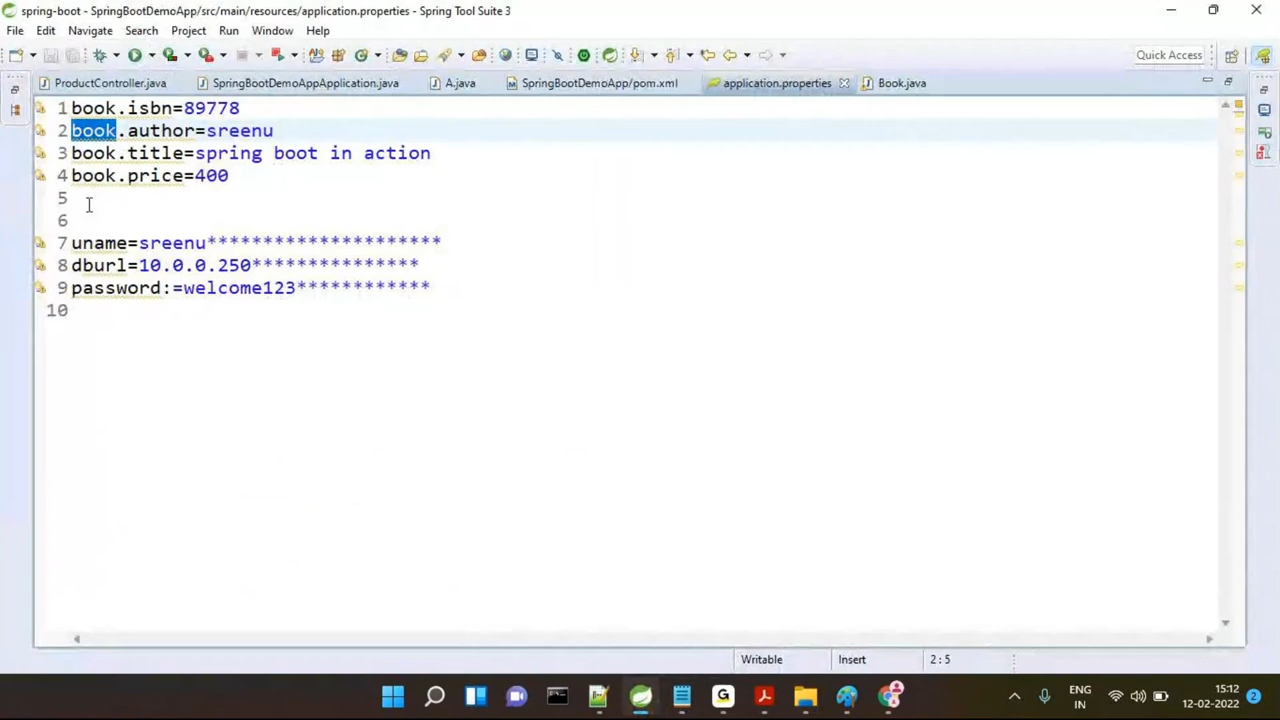 spring-boot - SpringBootDemoApp/src/main/resources/application.properties - Spring Tool Suite 3
File Edit Navigate Search Project Run Window Help
Quick Access
ProductController.java SpringBootDemoAppApplication.java A.java SpringBootDemoApp/pom.xml application.properties Book.java
1 book.isbn=89778
2 book.author=sreenu
3 book.title=spring boot in action
4 book.price=400
5
6
7 uname=sreenu*********************
8 dburl=10.0.0.250***************
9 password:=welcome123************
10
Writable Insert 2 : 5
ENG 15:12
IN 12-02-2022 2